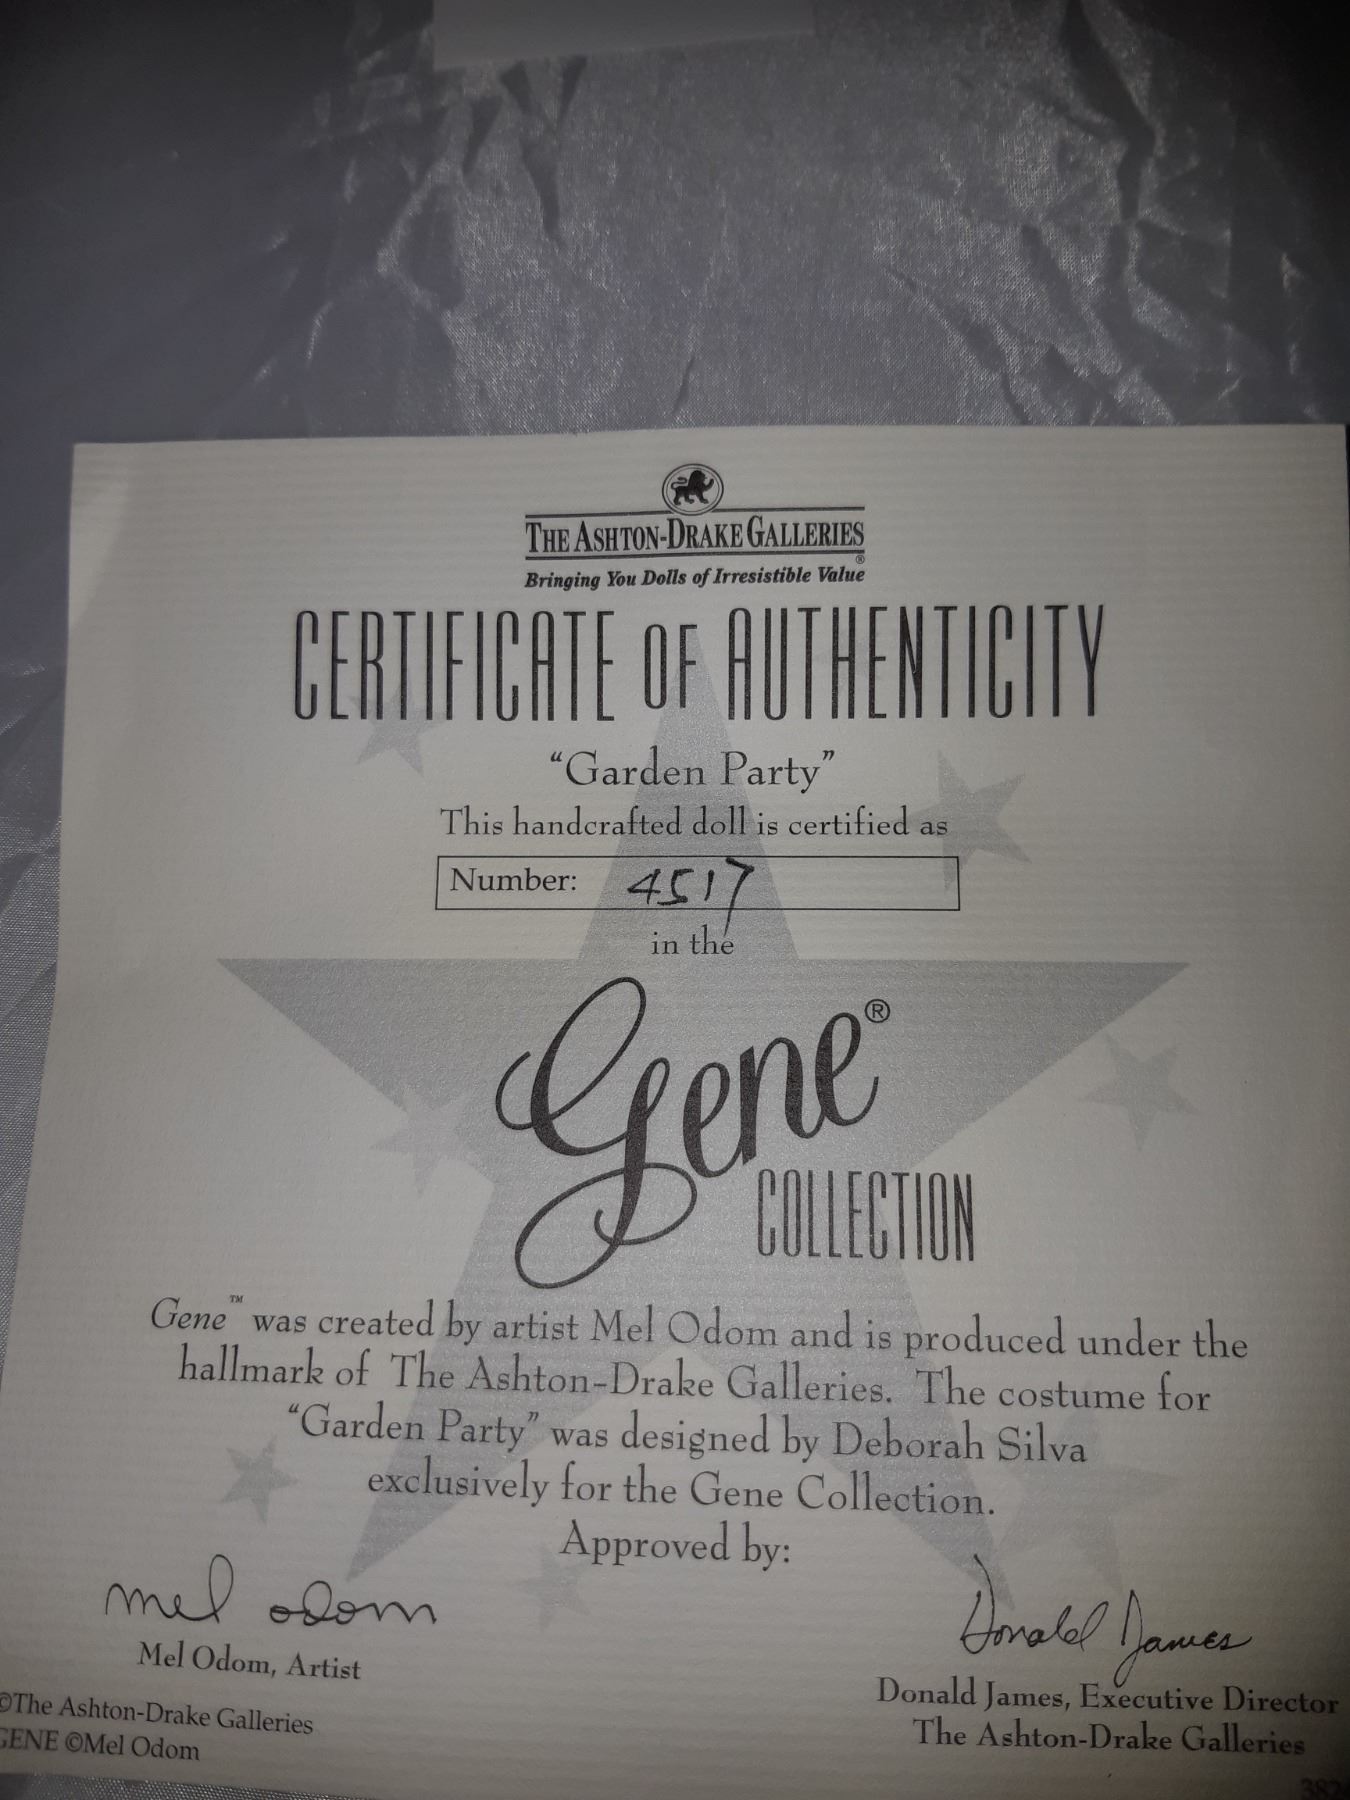 THE ASHTON-DRAKE GALLERIES
®
Bringing You Dolls of Irresistible Value
CERTIFICATE OF AUTHENTICITY
“Garden Party”
This handcrafted doll is certified as
Number: 4517
in the
Gene®
COLLECTION
Gene™ was created by artist Mel Odom and is produced under the
hallmark of The Ashton-Drake Galleries. The costume for
“Garden Party” was designed by Deborah Silva
exclusively for the Gene Collection.
Approved by:
mel odom
Donald James
Mel Odom, Artist
Donald James, Executive Director
The Ashton-Drake Galleries
©The Ashton-Drake Galleries
GENE ©Mel Odom